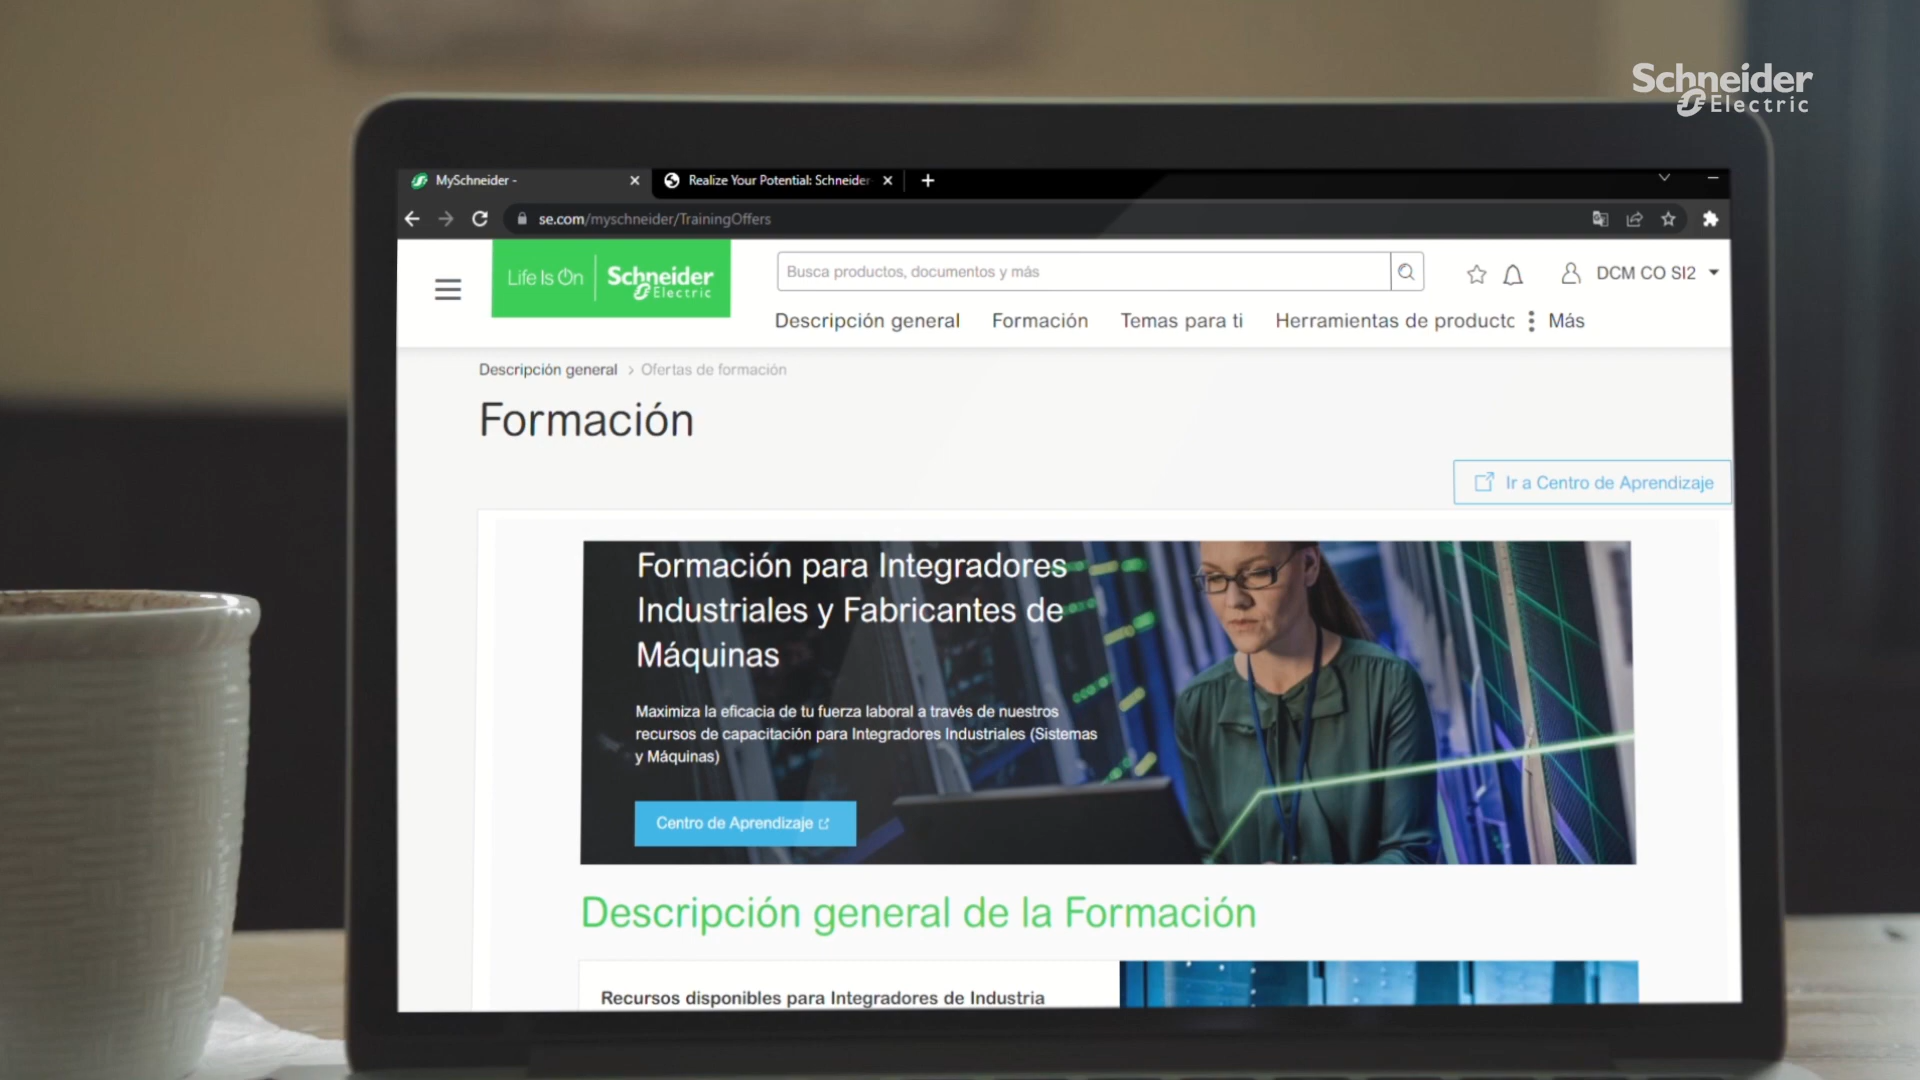 Schneider
Electric
MySchneider -
Realize Your Potential: Schneider
se.com/myschneider/TrainingOffers
Life Is On
Schneider
Electric
Busca productos, documentos y más
DCM CO SI2
Descripción general
Formación
Temas para ti
Herramientas de producto
Más
Descripción general > Ofertas de formación
Formación
Ir a Centro de Aprendizaje
Formación para Integradores
Industriales y Fabricantes de
Máquinas
Maximiza la eficacia de tu fuerza laboral a través de nuestros
recursos de capacitación para Integradores Industriales (Sistemas
y Máquinas)
Centro de Aprendizaje
Descripción general de la Formación
Recursos disponibles para Integradores de Industria